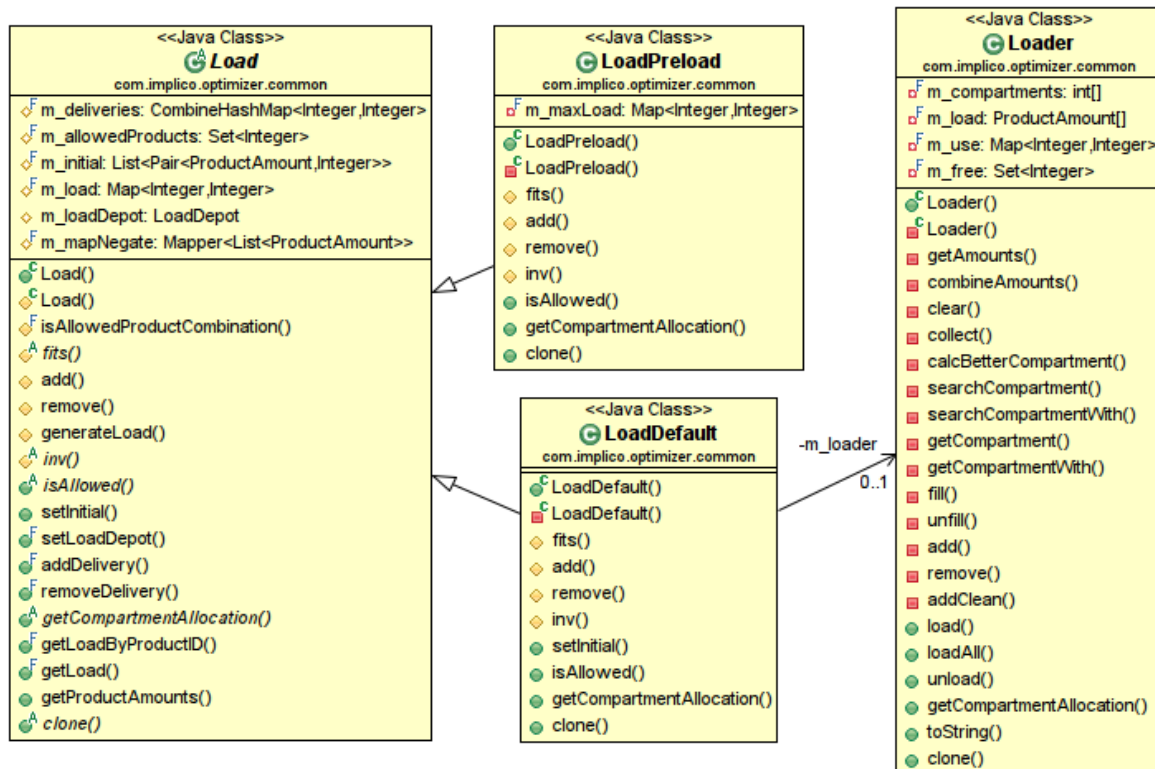 <<Java Class>>
Load
com.implico.optimizer.common
m_deliveries: CombineHashMap<Integer,Integer>
m_allowedProducts: Set<Integer>
m_initial: List<Pair<ProductAmount,Integer>>
m_load: Map<Integer,Integer>
m_loadDepot: LoadDepot
m_mapNegate: Mapper<List<ProductAmount>>
Load()
Load()
isAllowedProductCombination()
fits()
add()
remove()
generateLoad()
inv()
isAllowed()
setInitial()
setLoadDepot()
addDelivery()
removeDelivery()
getCompartmentAllocation()
getLoadByProductID()
getLoad()
getProductAmounts()
clone()
<<Java Class>>
LoadPreload
com.implico.optimizer.common
m_maxLoad: Map<Integer,Integer>
LoadPreload()
LoadPreload()
fits()
add()
remove()
inv()
isAllowed()
getCompartmentAllocation()
clone()
<<Java Class>>
LoadDefault
com.implico.optimizer.common
LoadDefault()
LoadDefault()
fits()
add()
remove()
inv()
setInitial()
isAllowed()
getCompartmentAllocation()
clone()
-m_loader
0..1
<<Java Class>>
Loader
com.implico.optimizer.common
m_compartments: int[]
m_load: ProductAmount[]
m_use: Map<Integer,Integer>
m_free: Set<Integer>
Loader()
Loader()
getAmounts()
combineAmounts()
clear()
collect()
calcBetterCompartment()
searchCompartment()
searchCompartmentWith()
getCompartment()
getCompartmentWith()
fill()
unfill()
add()
remove()
addClean()
load()
loadAll()
unload()
getCompartmentAllocation()
toString()
clone()